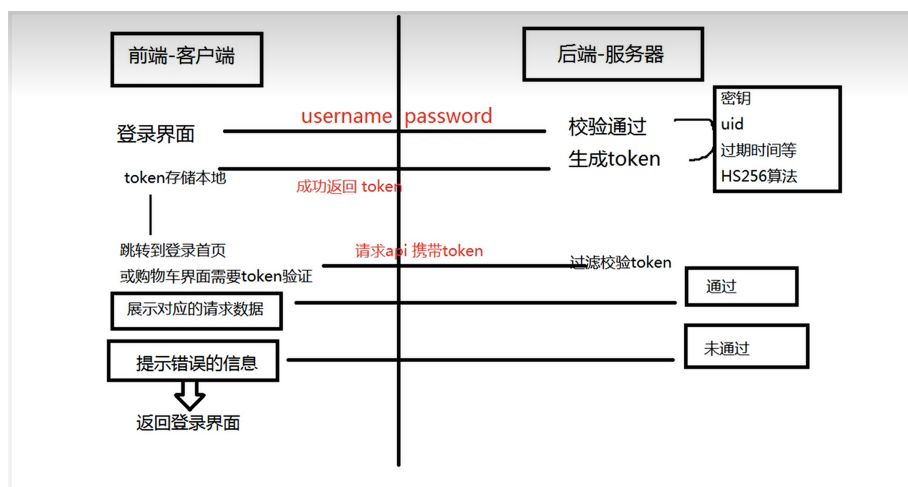 前端-客户端
后端-服务器
登录界面
username password
校验通过
生成token
密钥
uid
过期时间等
HS256算法
token存储本地
成功返回 token
跳转到登录首页
或购物车界面需要token验证
请求api 携带token
过滤校验token
展示对应的请求数据
通过
提示错误的信息
未通过
返回登录界面